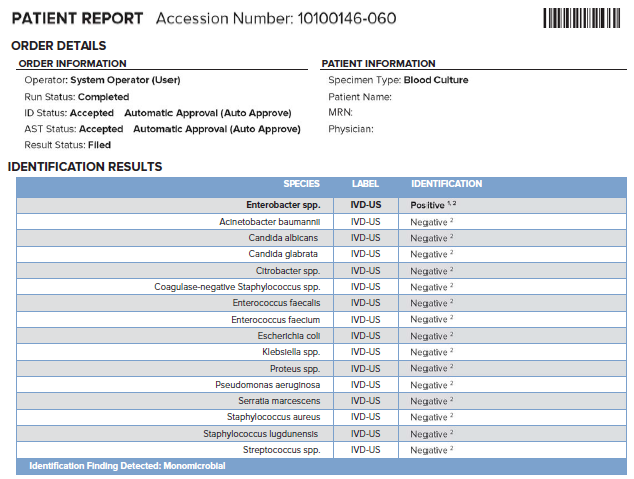 PATIENT REPORT Accession Number: 10100146-060
ORDER DETAILS
ORDER INFORMATION PATIENT INFORMATION
Operator: System Operator (User) Specimen Type: Blood Culture
Run Status: Completed Patient Name:
ID Status: Accepted Automatic Approval (Auto Approve) MRN:
AST Status: Accepted Automatic Approval (Auto Approve) Physician:
Result Status: Filed
IDENTIFICATION RESULTS
SPECIES LABEL IDENTIFICATION
Enterobacter spp. IVD-US Positive 1, 2
Acinetobacter baumannii IVD-US Negative 2
Candida albicans IVD-US Negative 2
Candida glabrata IVD-US Negative 2
Citrobacter spp. IVD-US Negative 2
Coagulase-negative Staphylococcus spp. IVD-US Negative 2
Enterococcus faecalis IVD-US Negative 2
Enterococcus faecium IVD-US Negative 2
Escherichia coli IVD-US Negative 2
Klebsiella spp. IVD-US Negative 2
Proteus spp. IVD-US Negative 2
Pseudomonas aeruginosa IVD-US Negative 2
Serratia marcescens IVD-US Negative 2
Staphylococcus aureus IVD-US Negative 2
Staphylococcus lugdunensis IVD-US Negative 2
Streptococcus spp. IVD-US Negative 2
Identification Finding Detected: Monomicrobial